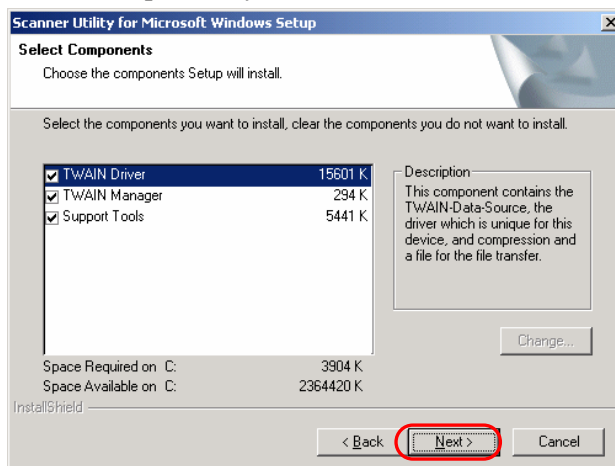 Scanner Utility for Microsoft Windows Setup
Select Components
Choose the components Setup will install.
Select the components you want to install, clear the components you do not want to install.
TWAIN Driver 15601 K
TWAIN Manager 294 K
Support Tools 5441 K
Description
This component contains the
TWAIN-Data-Source, the
driver which is unique for this
device, and compression and
a file for the file transfer.
Change...
Space Required on C: 3904 K
Space Available on C: 2364420 K
InstallShield
< Back
Next >
Cancel